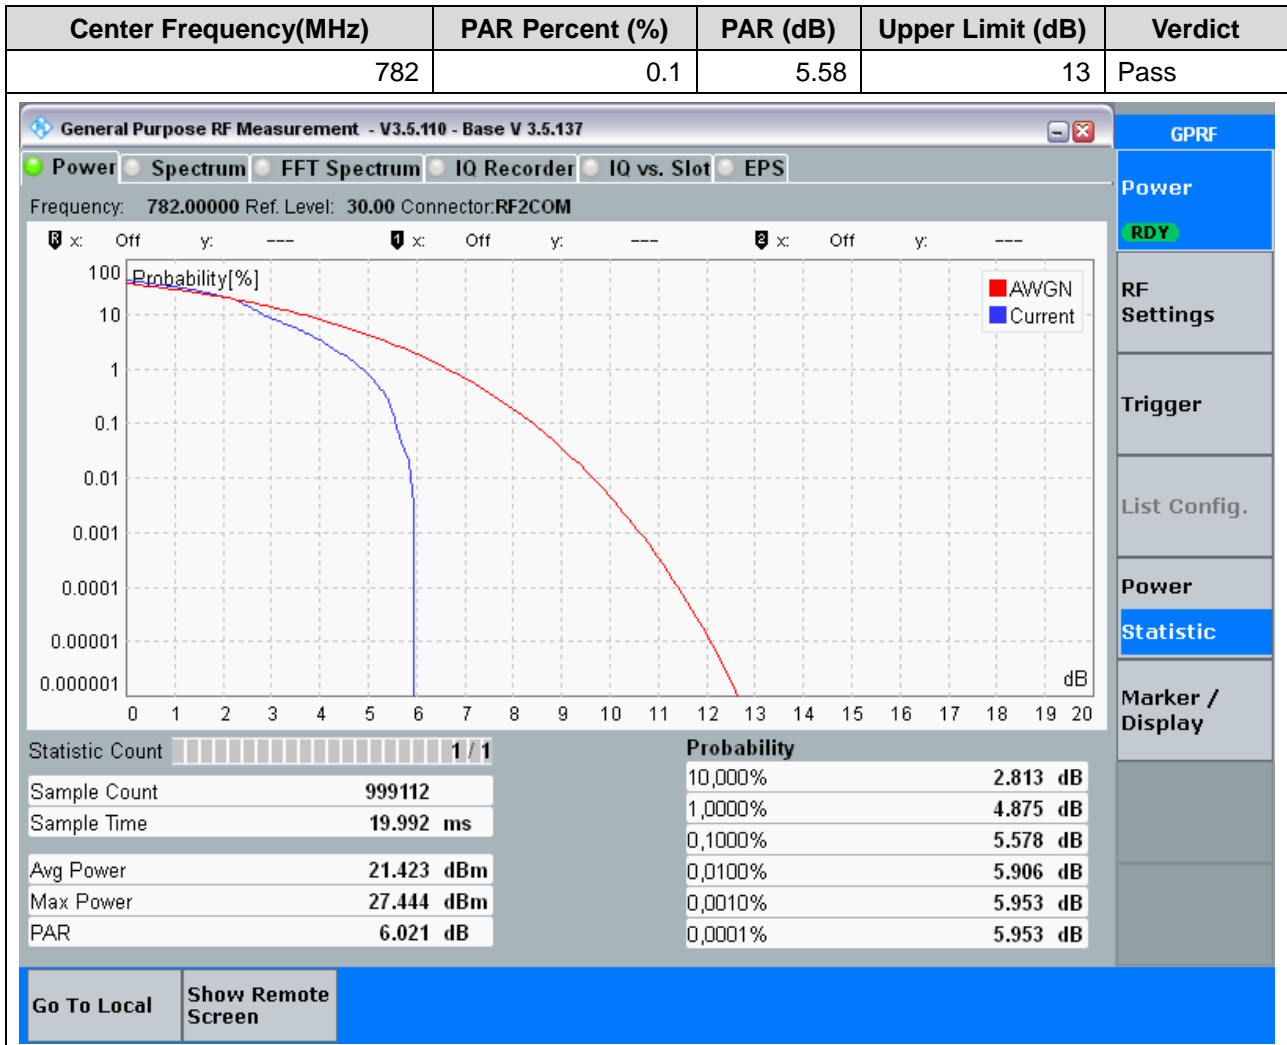 Center Frequency(MHz) PAR Percent (%) PAR (dB) Upper Limit (dB) Verdict
782 0.1 5.58 13 Pass
General Purpose RF Measurement - V3.5.110 - Base V 3.5.137
GPRF
Power Spectrum FFT Spectrum IQ Recorder IQ vs. Slot EPS
Power
RDY
Frequency: 782.00000 Ref. Level: 30.00 Connector:RF2COM
R x: Off y: --- 1 x: Off y: --- 2 x: Off y: ---
Probability[%]
100
10
1
0.1
0.01
0.001
0.0001
0.00001
0.000001
AWGN
Current
dB
0 1 2 3 4 5 6 7 8 9 10 11 12 13 14 15 16 17 18 19 20
RF
Settings
Trigger
List Config.
Power
Statistic
Marker /
Display
Statistic Count 1 / 1
Sample Count 999112
Sample Time 19.992 ms
Avg Power 21.423 dBm
Max Power 27.444 dBm
PAR 6.021 dB
Probability
10,000% 2.813 dB
1,0000% 4.875 dB
0,1000% 5.578 dB
0,0100% 5.906 dB
0,0010% 5.953 dB
0,0001% 5.953 dB
Go To Local
Show Remote
Screen